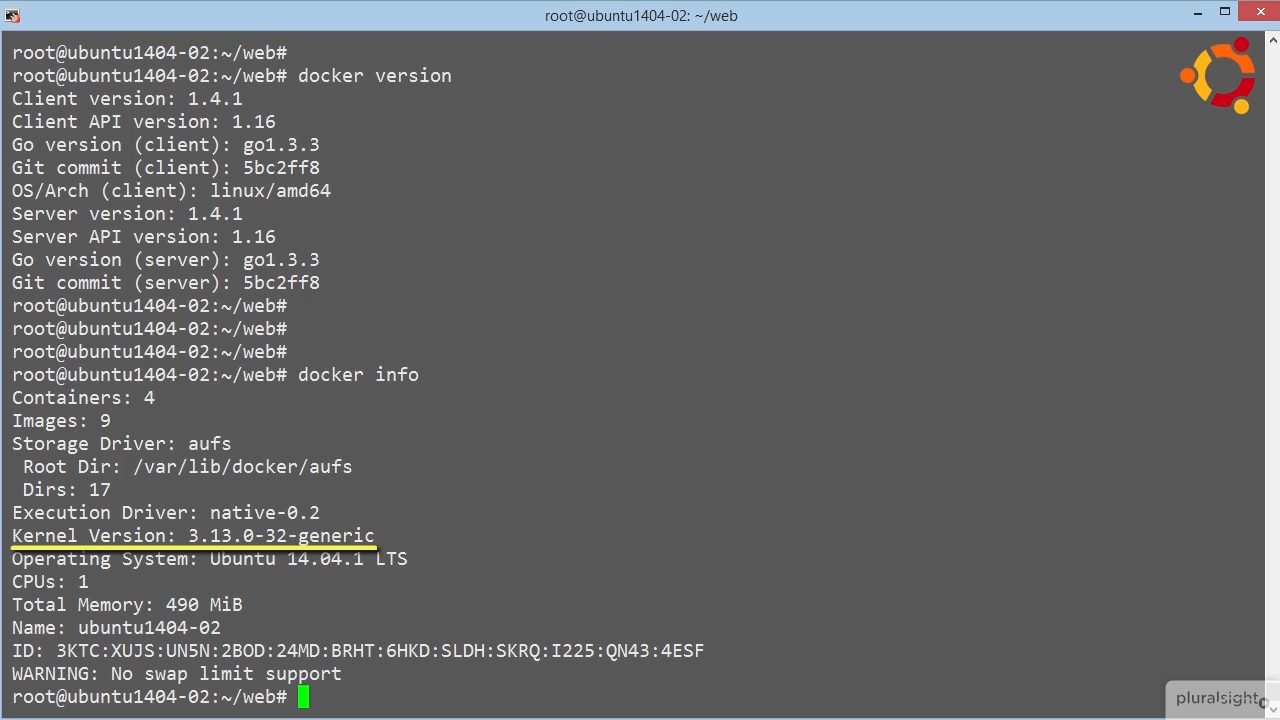 root@ubuntu1404-02: ~/web
root@ubuntu1404-02:~/web#
root@ubuntu1404-02:~/web# docker version
Client version: 1.4.1
Client API version: 1.16
Go version (client): go1.3.3
Git commit (client): 5bc2ff8
OS/Arch (client): linux/amd64
Server version: 1.4.1
Server API version: 1.16
Go version (server): go1.3.3
Git commit (server): 5bc2ff8
root@ubuntu1404-02:~/web#
root@ubuntu1404-02:~/web#
root@ubuntu1404-02:~/web#
root@ubuntu1404-02:~/web# docker info
Containers: 4
Images: 9
Storage Driver: aufs
 Root Dir: /var/lib/docker/aufs
 Dirs: 17
Execution Driver: native-0.2
Kernel Version: 3.13.0-32-generic
Operating System: Ubuntu 14.04.1 LTS
CPUs: 1
Total Memory: 490 MiB
Name: ubuntu1404-02
ID: 3KTC:XUJS:UN5N:2BOD:24MD:BRHT:6HKD:SLDH:SKRQ:I225:QN43:4ESF
WARNING: No swap limit support
root@ubuntu1404-02:~/web#
pluralsight